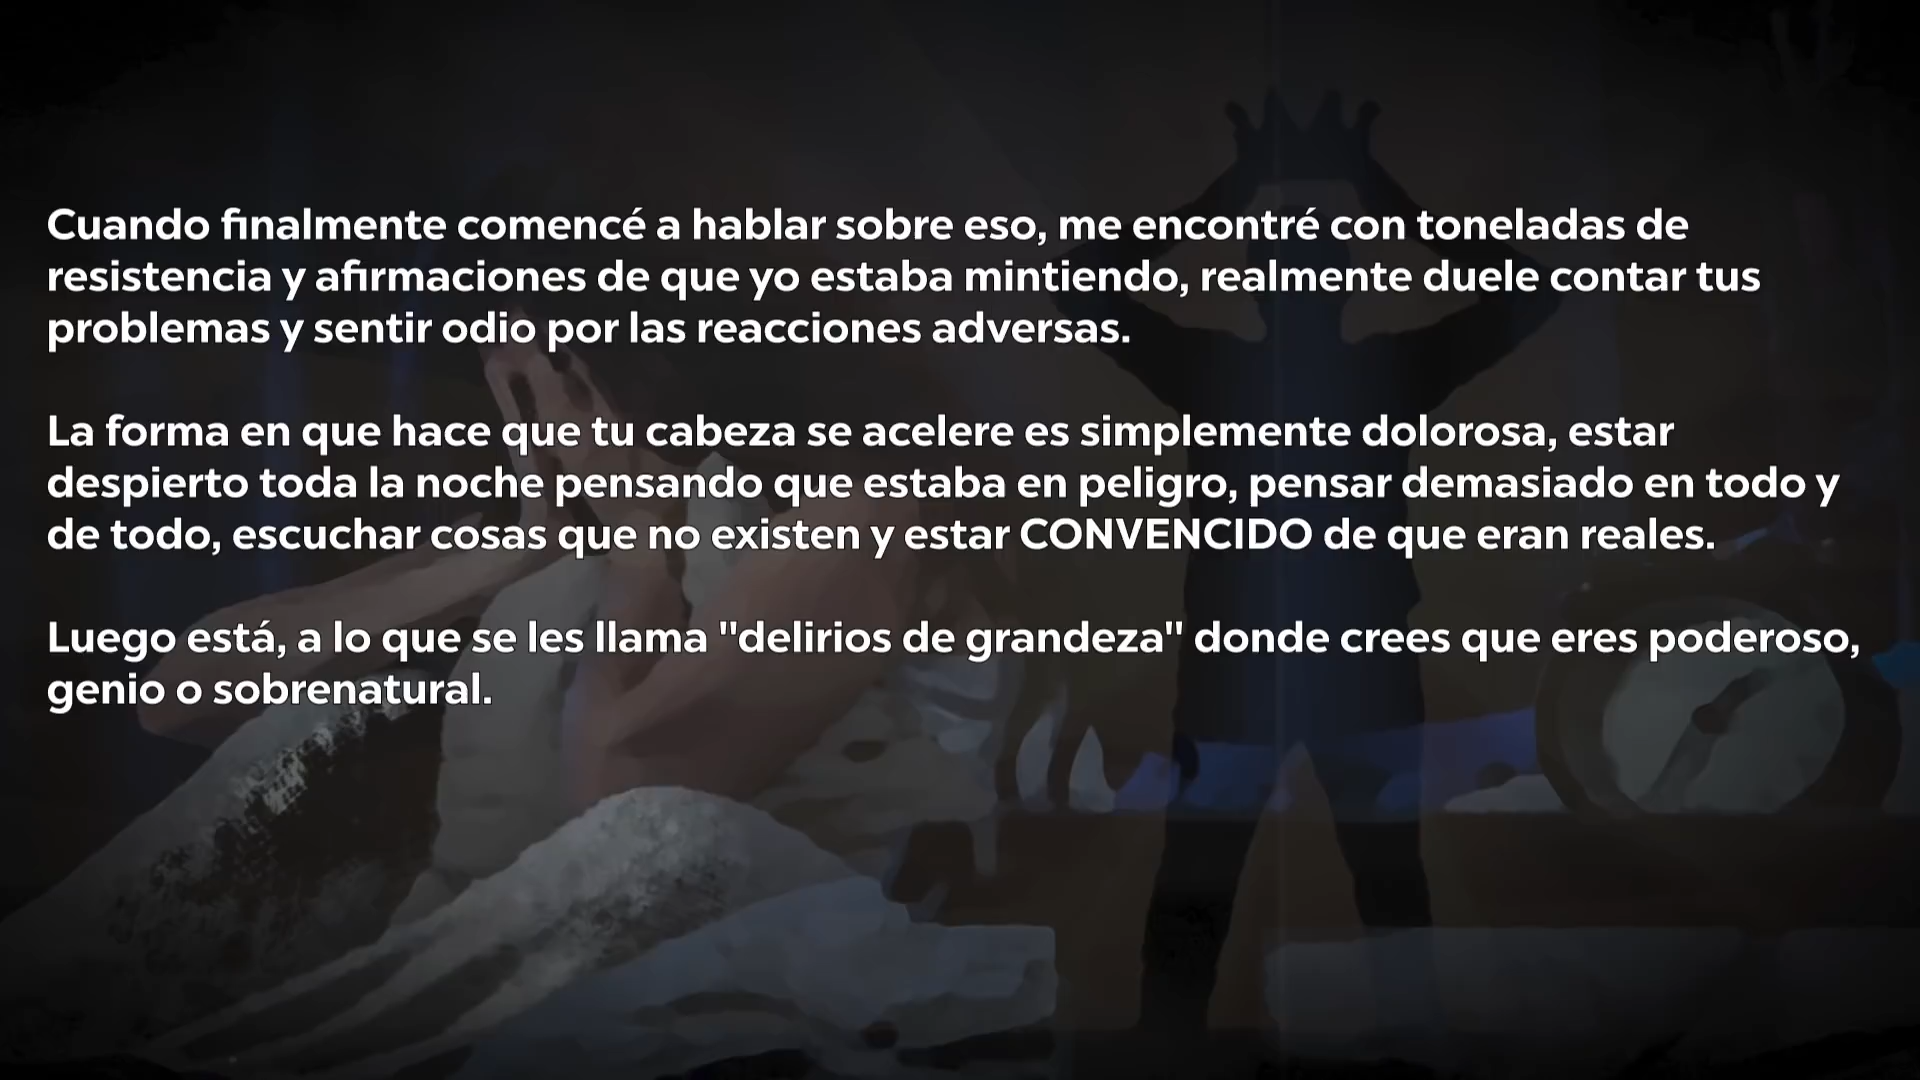 Cuando finalmente comencé a hablar sobre eso, me encontré con toneladas de
resistencia y afirmaciones de que yo estaba mintiendo, realmente duele contar tus
problemas y sentir odio por las reacciones adversas.
La forma en que hace que tu cabeza se acelere es simplemente dolorosa, estar
despierto toda la noche pensando que estaba en peligro, pensar demasiado en todo y
de todo, escuchar cosas que no existen y estar CONVENCIDO de que eran reales.
Luego está, a lo que se les llama "delirios de grandeza" donde crees que eres poderoso,
genio o sobrenatural.